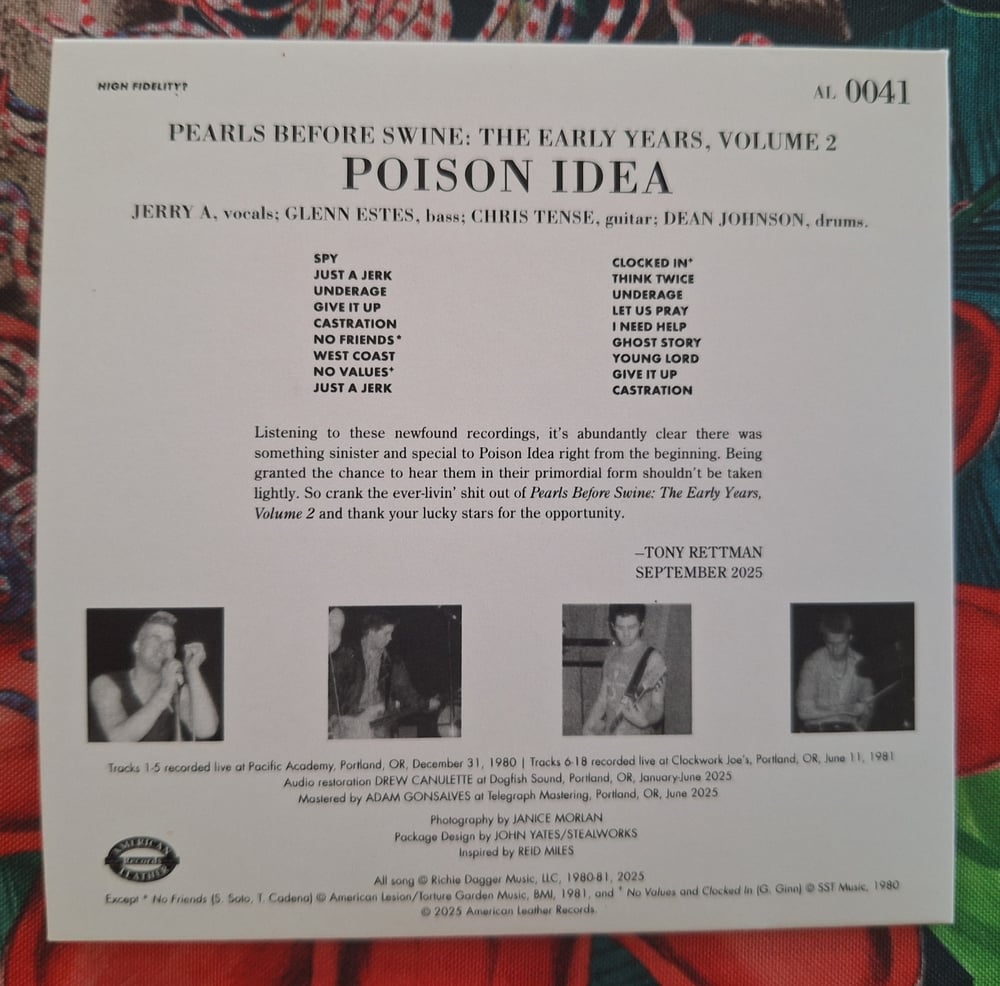 HIGH FIDELITY?
AL 0041
PEARLS BEFORE SWINE: THE EARLY YEARS, VOLUME 2
POISON IDEA
JERRY A, vocals; GLENN ESTES, bass; CHRIS TENSE, guitar; DEAN JOHNSON, drums.
SPY
JUST A JERK
UNDERAGE
GIVE IT UP
CASTRATION
NO FRIENDS*
WEST COAST
NO VALUES⁺
JUST A JERK
CLOCKED IN⁺
THINK TWICE
UNDERAGE
LET US PRAY
I NEED HELP
GHOST STORY
YOUNG LORD
GIVE IT UP
CASTRATION
Listening to these newfound recordings, it's abundantly clear there was
something sinister and special to Poison Idea right from the beginning. Being
granted the chance to hear them in their primordial form shouldn't be taken
lightly. So crank the ever-livin' shit out of Pearls Before Swine: The Early Years,
Volume 2 and thank your lucky stars for the opportunity.
–TONY RETTMAN
SEPTEMBER 2025
Tracks 1-5 recorded live at Pacific Academy, Portland, OR, December 31, 1980 | Tracks 6-18 recorded live at Clockwork Joe's, Portland, OR, June 11, 1981
Audio restoration DREW CANULETTE at Dogfish Sound, Portland, OR, January-June 2025
Mastered by ADAM GONSALVES at Telegraph Mastering, Portland, OR, June 2025
Photography by JANICE MORLAN
Package Design by JOHN YATES/STEALWORKS
Inspired by REID MILES
AMERICAN
Records
LEATHER
All song © Richie Dagger Music, LLC, 1980-81, 2025
Except * No Friends (S. Solo, T. Cadena) © American Lesion/Torture Garden Music, BMI, 1981, and ⁺ No Values and Clocked In (G. Ginn) © SST Music, 1980
© 2025 American Leather Records.